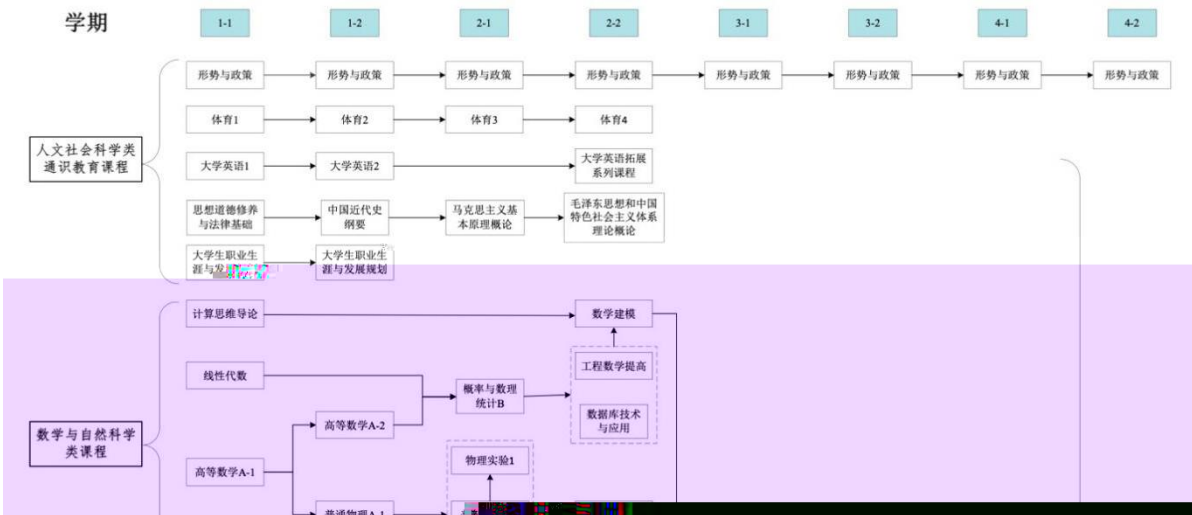 学期
1-1
1-2
2-1
2-2
3-1
3-2
4-1
4-2
人文社会科学类
通识教育课程
形势与政策
形势与政策
形势与政策
形势与政策
形势与政策
形势与政策
形势与政策
形势与政策
体育1
体育2
体育3
体育4
大学英语1
大学英语2
大学英语拓展
系列课程
思想道德修养
与法律基础
中国近代史
纲要
马克思主义基
本原理概论
毛泽东思想和中国
特色社会主义体系
理论概论
大学生职业生
涯与发
大学生职业生
涯与发展规划
数学与自然科学
类课程
计算思维导论
数学建模
线性代数
工程数学提高
概率与数理
统计B
数据库技术
与应用
高等数学A-2
高等数学A-1
物理实验1
普通物理A-1